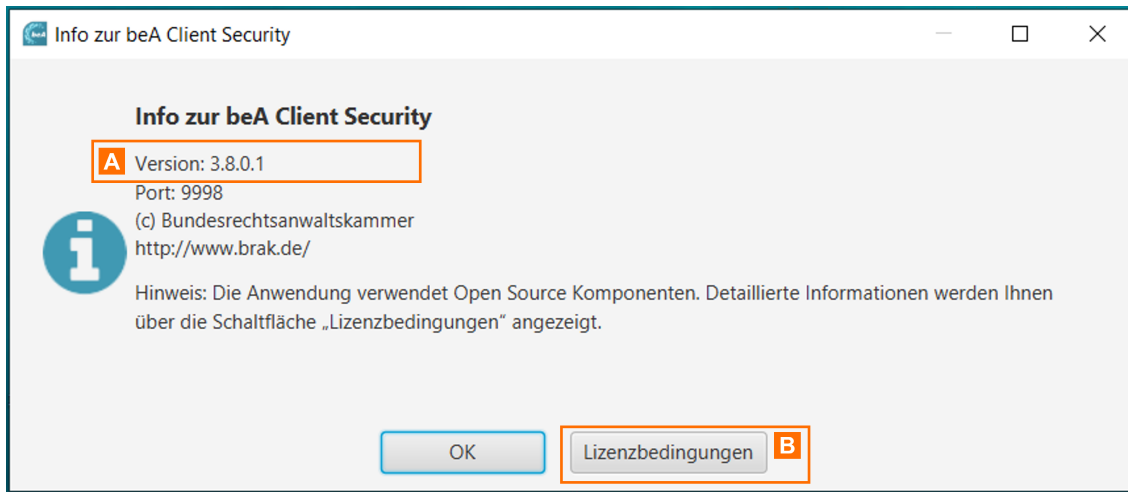 Info zur beA Client Security
Info zur beA Client Security
A Version: 3.8.0.1
Port: 9998
(c) Bundesrechtsanwaltskammer
http://www.brak.de/
Hinweis: Die Anwendung verwendet Open Source Komponenten. Detaillierte Informationen werden Ihnen
über die Schaltfläche „Lizenzbedingungen“ angezeigt.
OK Lizenzbedingungen B